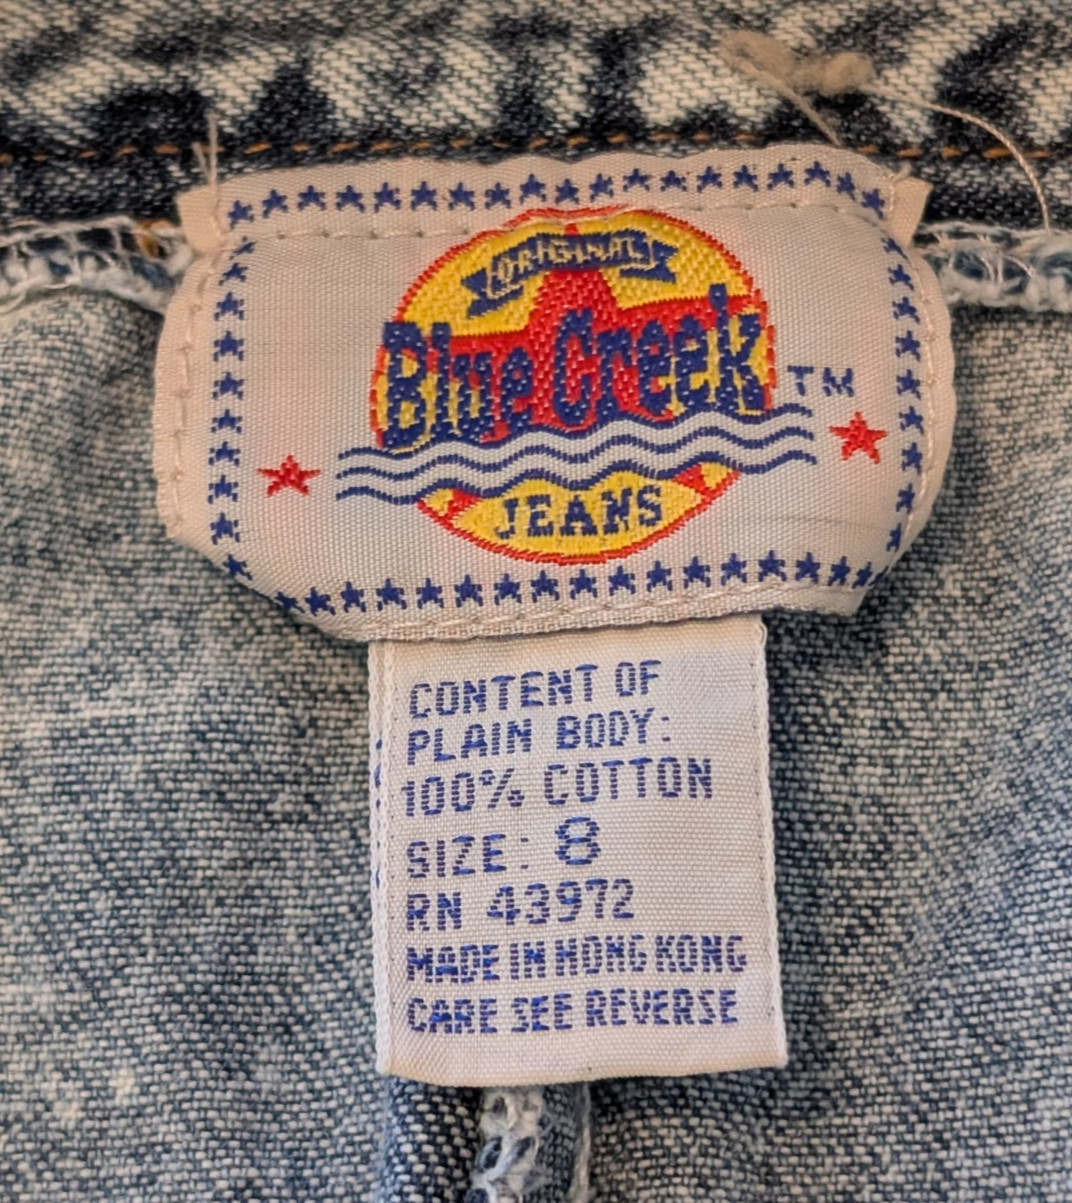 ORIGINAL
Blue Creek
TM
JEANS
CONTENT OF
PLAIN BODY:
100% COTTON
SIZE: 8
RN 43972
MADE IN HONG KONG
CARE SEE REVERSE